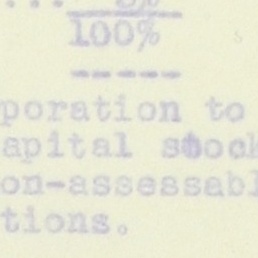 100%
-----
poration to
apital stock
on-assessabl
tions.